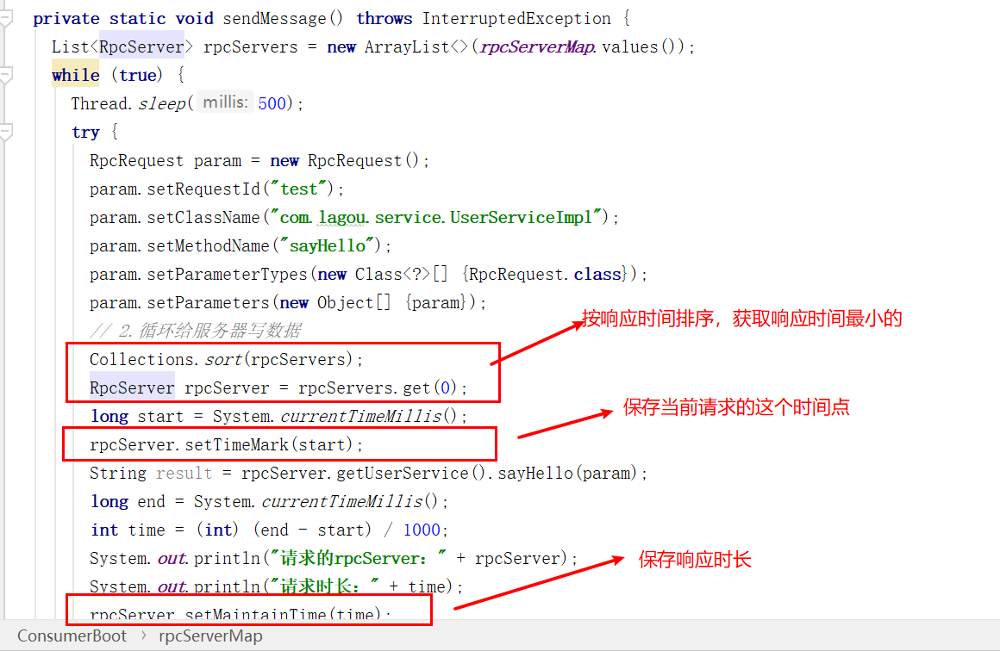 private static void sendMessage() throws InterruptedException {
List<RpcServer> rpcServers = new ArrayList<>(rpcServerMap.values());
while (true) {
Thread.sleep( millis: 500);
try {
RpcRequest param = new RpcRequest();
param.setRequestId("test");
param.setClassName("com.lagou.service.UserServiceImpl");
param.setMethodName("sayHello");
param.setParameterTypes(new Class<?>[] {RpcRequest.class});
param.setParameters(new Object[] {param});
按响应时间排序，获取响应时间最小的
// 2.循环给服务器写数据
Collections.sort(rpcServers);
RpcServer rpcServer = rpcServers.get(0);
保存当前请求的这个时间点
long start = System.currentTimeMillis();
rpcServer.setTimeMark(start);
String result = rpcServer.getUserService().sayHello(param);
long end = System.currentTimeMillis();
int time = (int) (end - start) / 1000;
System.out.println("请求的rpcServer：" + rpcServer);
保存响应时长
System.out.println("请求时长：" + time);
rpcServer.setMaintainTime(time);
ConsumerBoot › rpcServerMap